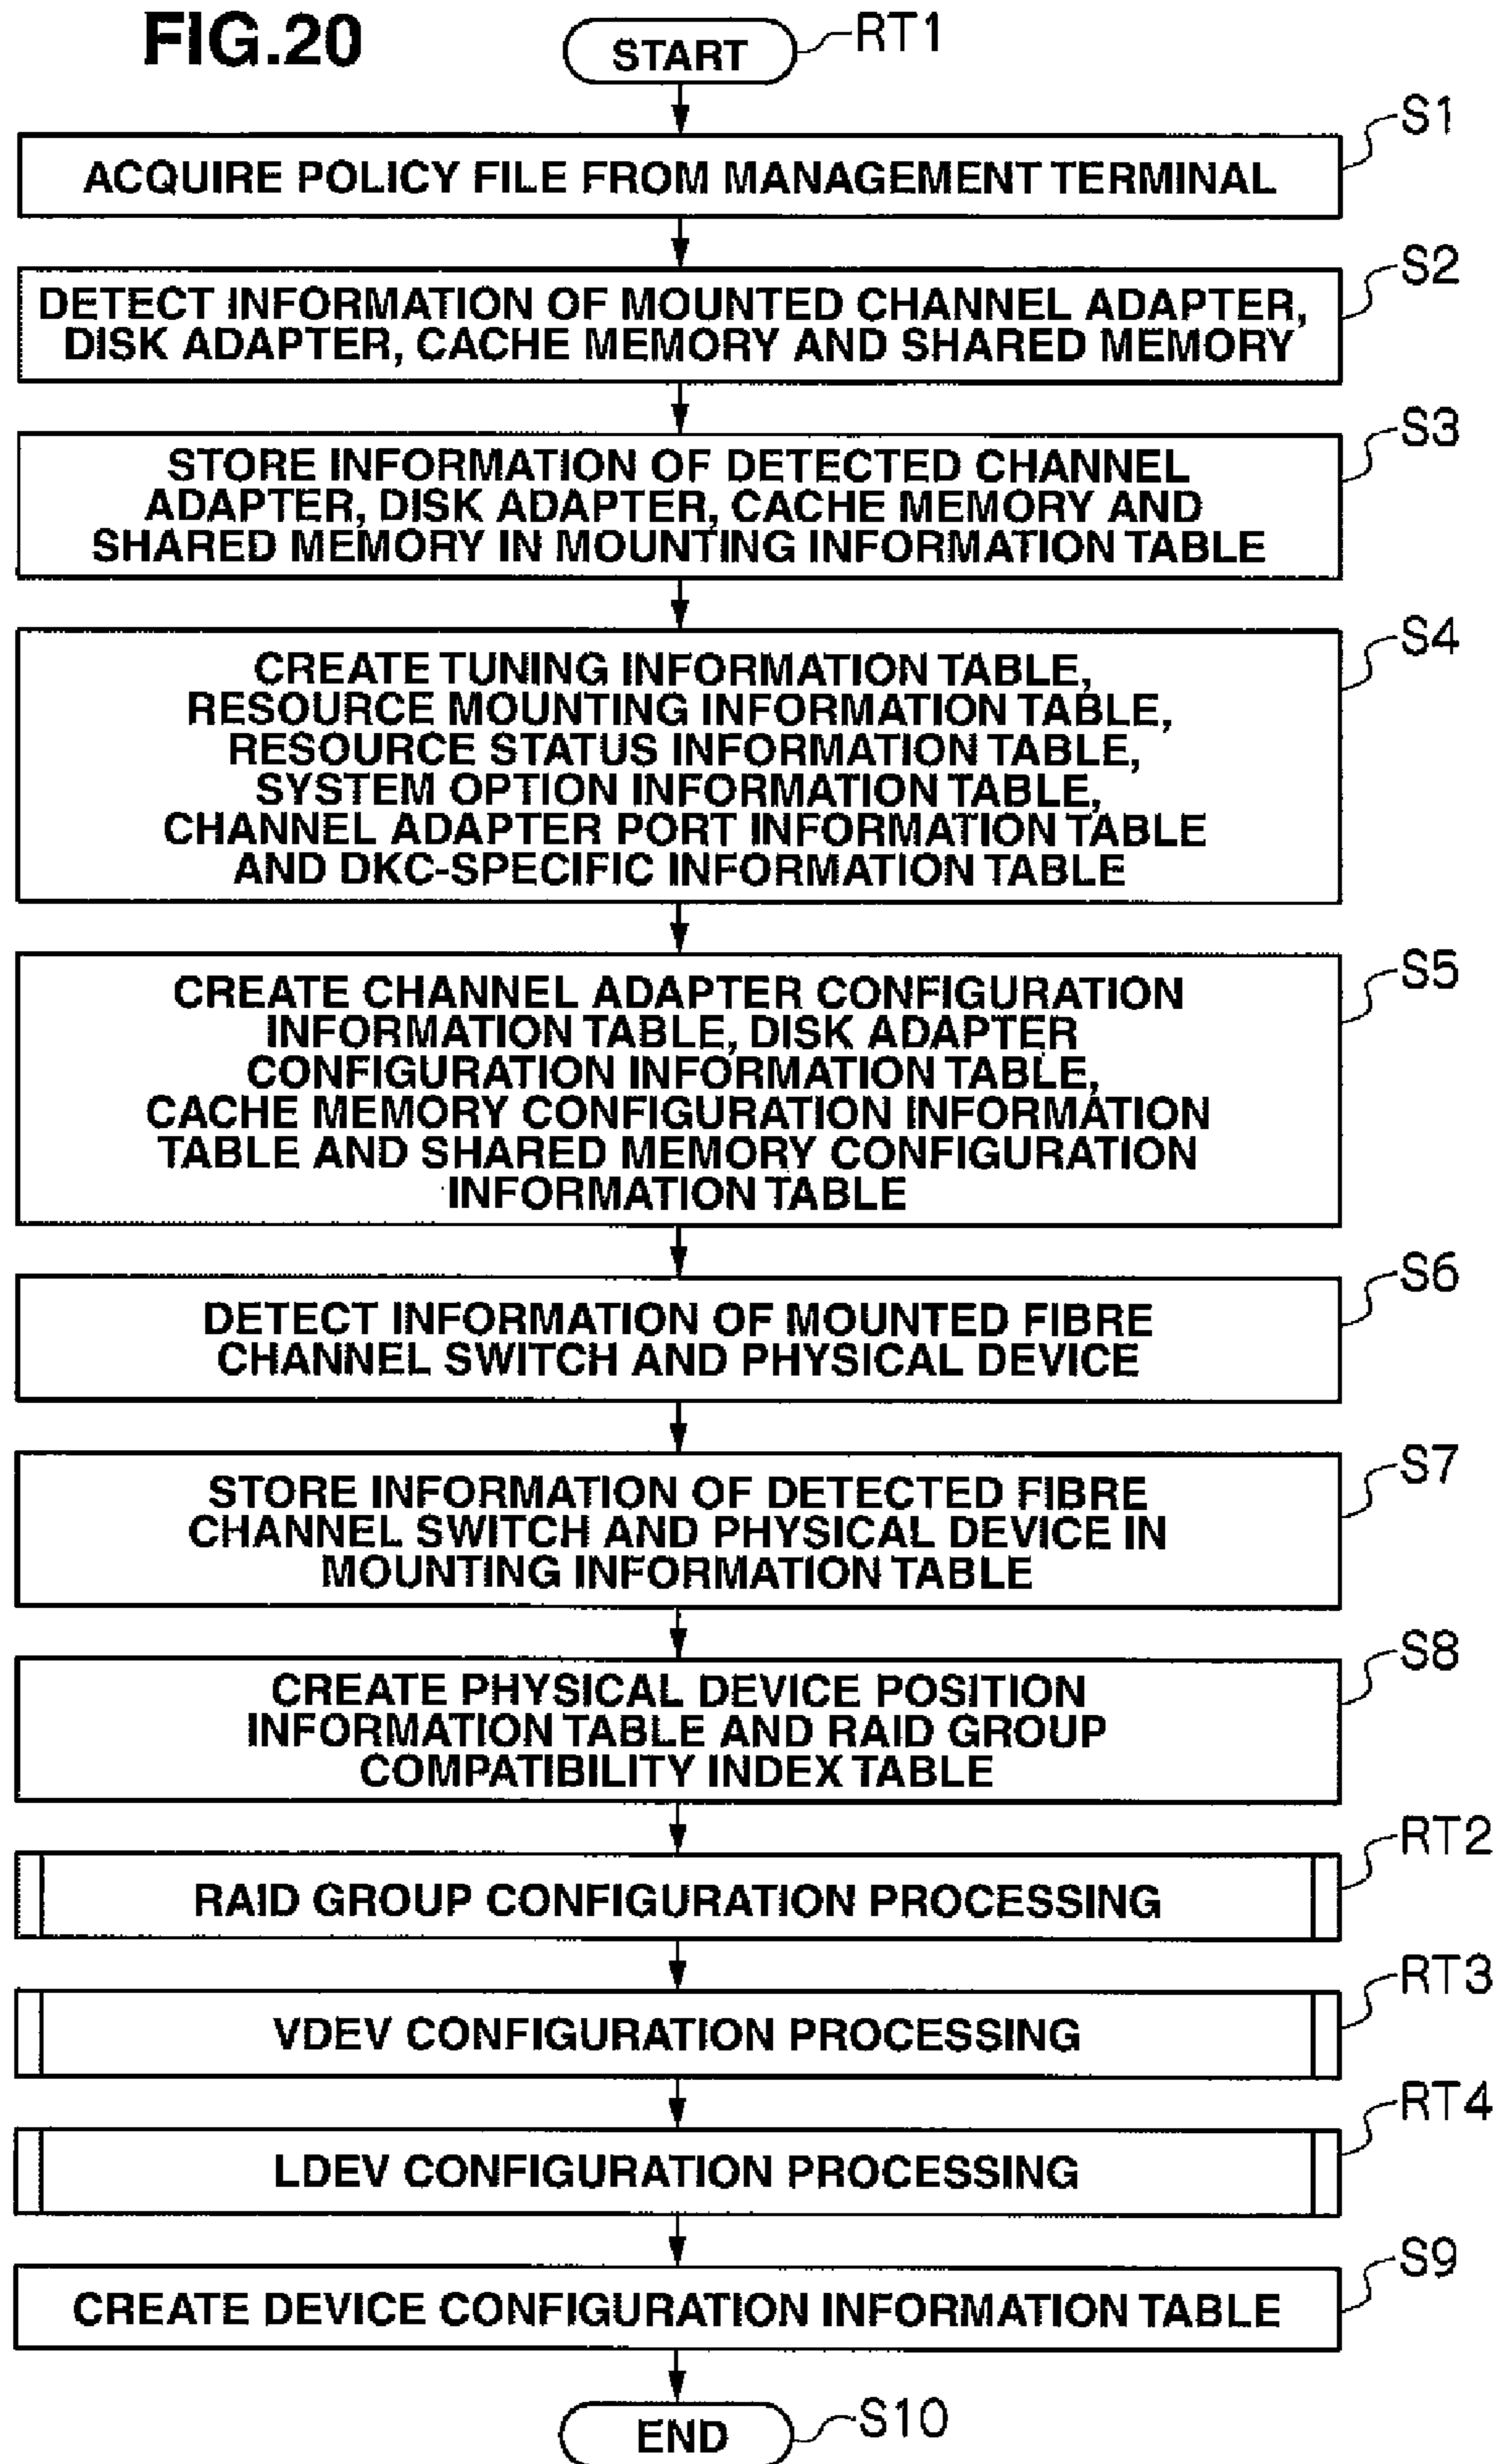 FIG.20
START
RT1
S1
ACQUIRE POLICY FILE FROM MANAGEMENT TERMINAL
S2
DETECT INFORMATION OF MOUNTED CHANNEL ADAPTER,
DISK ADAPTER, CACHE MEMORY AND SHARED MEMORY
S3
STORE INFORMATION OF DETECTED CHANNEL
ADAPTER, DISK ADAPTER, CACHE MEMORY AND
SHARED MEMORY IN MOUNTING INFORMATION TABLE
S4
CREATE TUNING INFORMATION TABLE,
RESOURCE MOUNTING INFORMATION TABLE,
RESOURCE STATUS INFORMATION TABLE,
SYSTEM OPTION INFORMATION TABLE,
CHANNEL ADAPTER PORT INFORMATION TABLE
AND DKC-SPECIFIC INFORMATION TABLE
S5
CREATE CHANNEL ADAPTER CONFIGURATION
INFORMATION TABLE, DISK ADAPTER
CONFIGURATION INFORMATION TABLE,
CACHE MEMORY CONFIGURATION INFORMATION
TABLE AND SHARED MEMORY CONFIGURATION
INFORMATION TABLE
S6
DETECT INFORMATION OF MOUNTED FIBRE
CHANNEL SWITCH AND PHYSICAL DEVICE
S7
STORE INFORMATION OF DETECTED FIBRE
CHANNEL SWITCH AND PHYSICAL DEVICE IN
MOUNTING INFORMATION TABLE
S8
CREATE PHYSICAL DEVICE POSITION
INFORMATION TABLE AND RAID GROUP
COMPATIBILITY INDEX TABLE
RT2
RAID GROUP CONFIGURATION PROCESSING
RT3
VDEV CONFIGURATION PROCESSING
RT4
LDEV CONFIGURATION PROCESSING
S9
CREATE DEVICE CONFIGURATION INFORMATION TABLE
END
S10